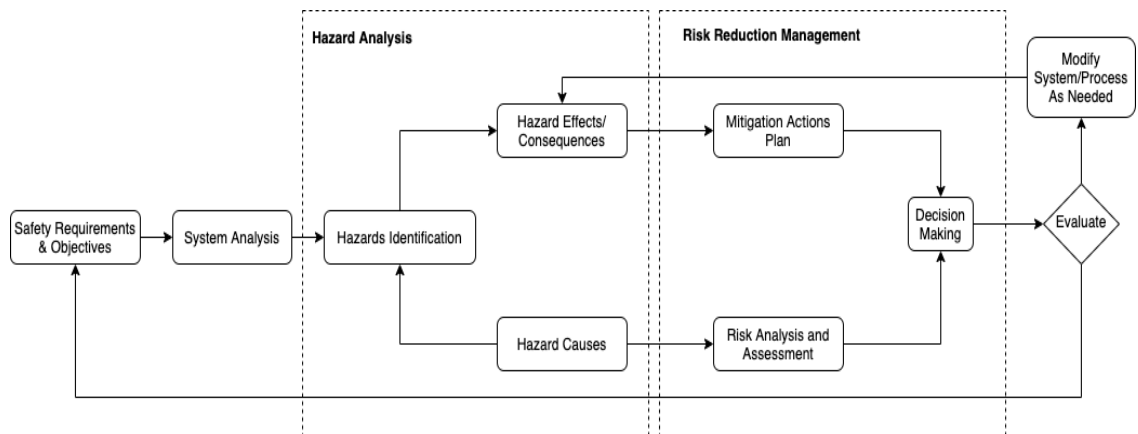 Hazard Analysis
Risk Reduction Management
Modify
System/Process
As Needed
Hazard Effects/
Consequences
Mitigation Actions
Plan
Safety Requirements
& Objectives
System Analysis
Hazards Identification
Decision
Making
Evaluate
Hazard Causes
Risk Analysis and
Assessment